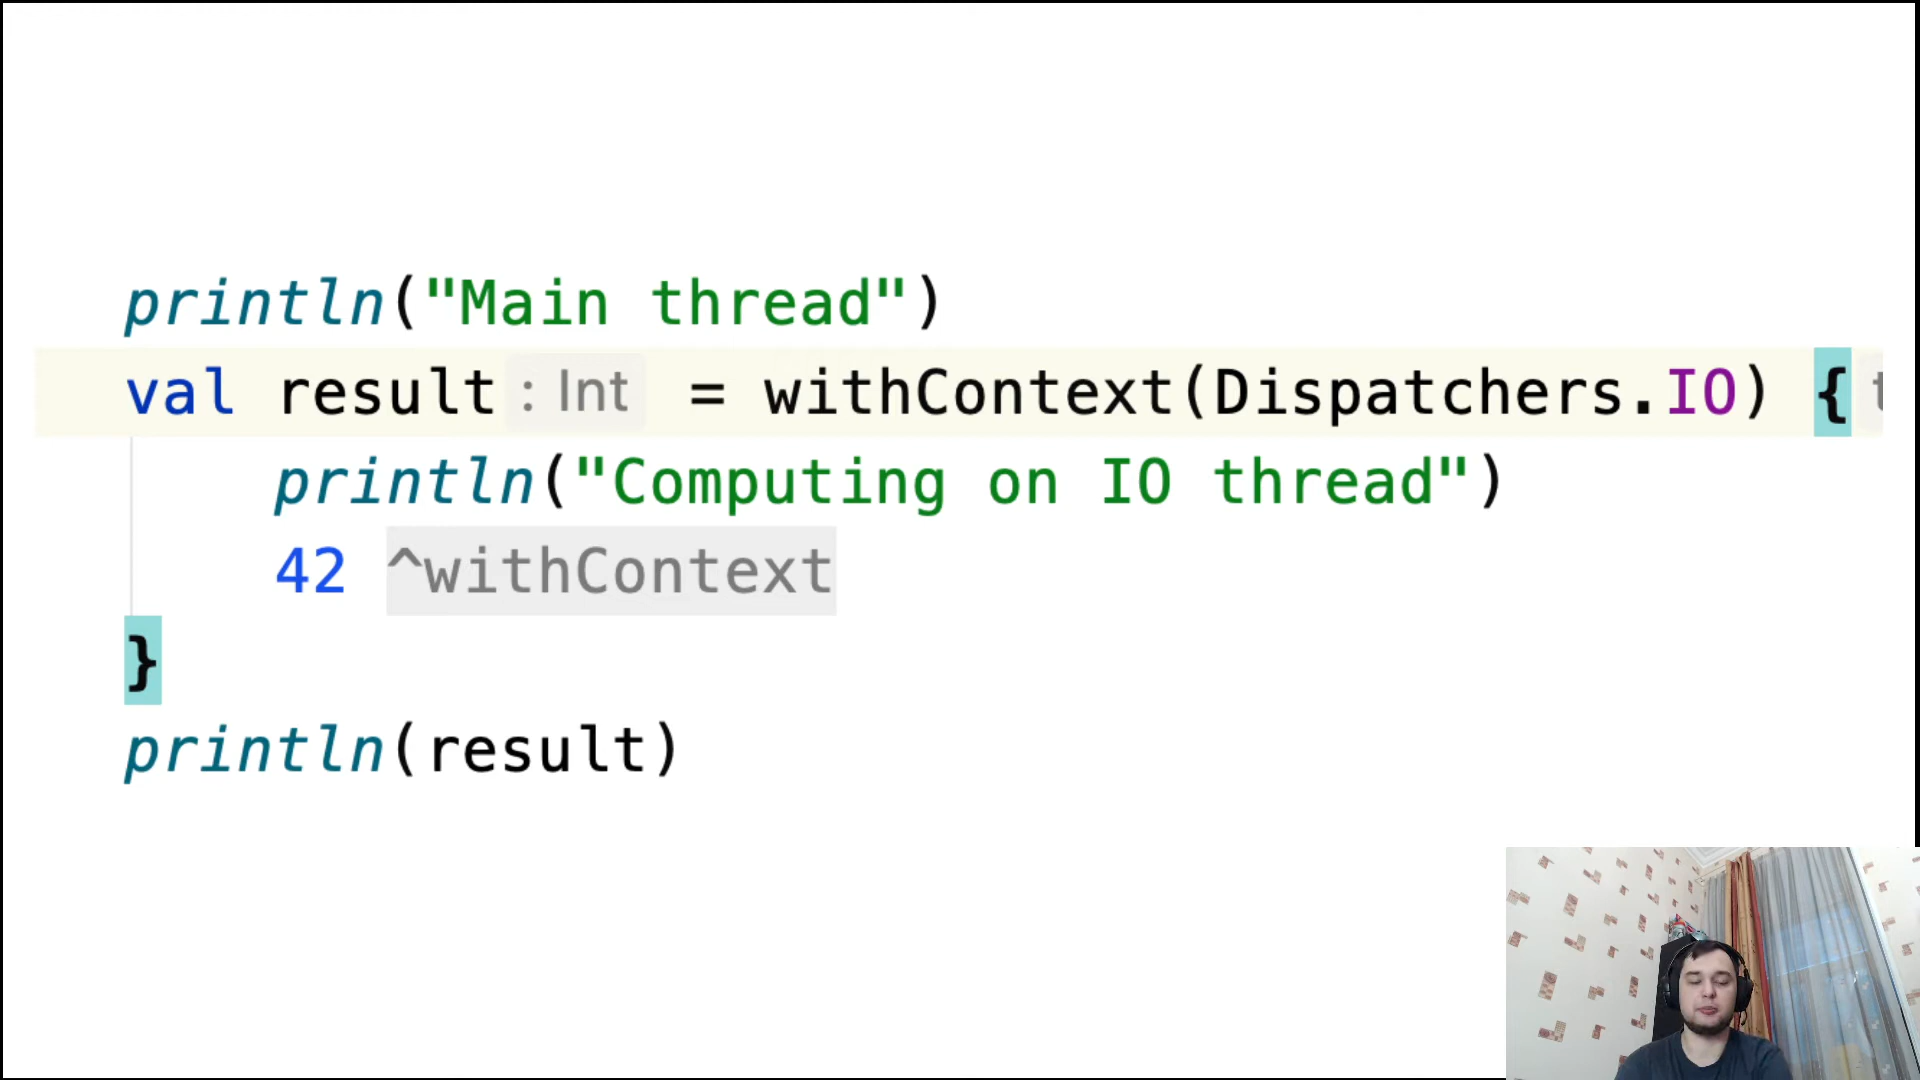 println("Main thread")
val result : Int = withContext(Dispatchers.IO) {
println("Computing on IO thread")
42 ^withContext
}
println(result)